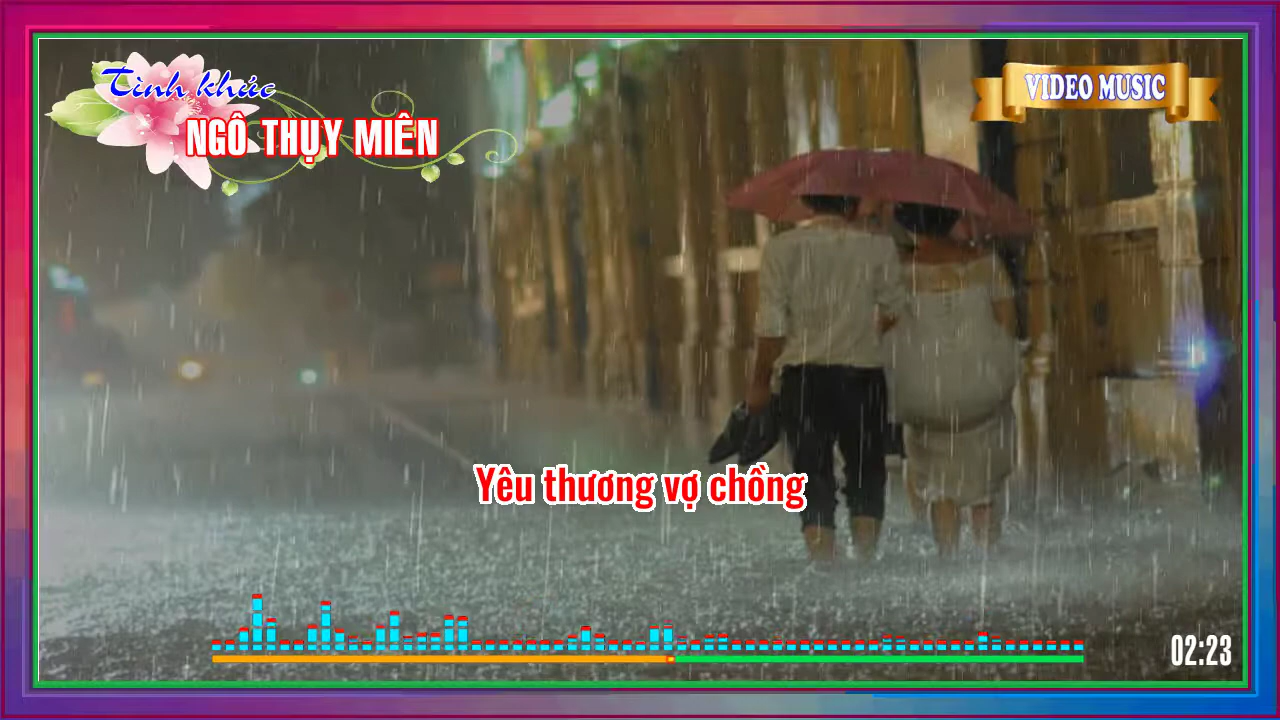 Tình khúc
NGÔ THỤY MIÊN
VIDEO MUSIC
Yêu thương vợ chồng
02:23